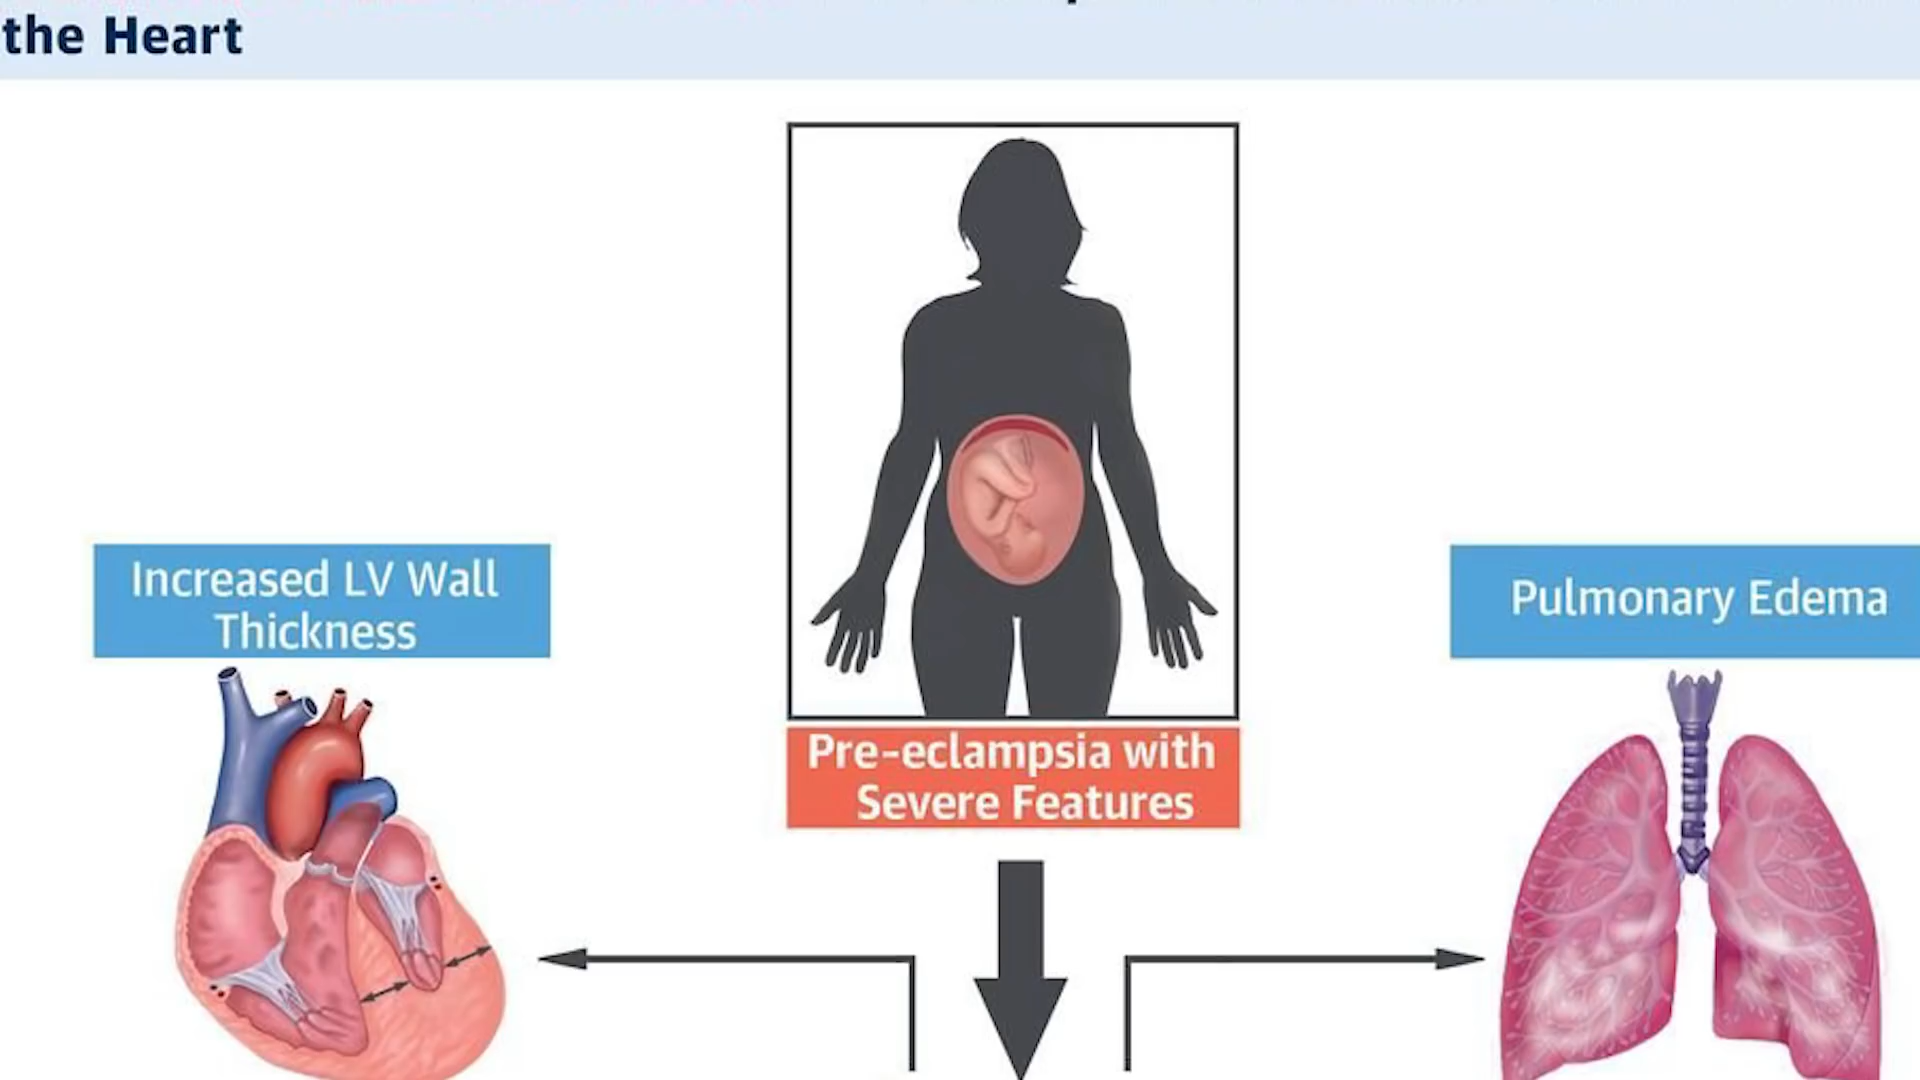 the Heart
Increased LV Wall
Thickness
Pulmonary Edema
Pre-eclampsia with
Severe Features